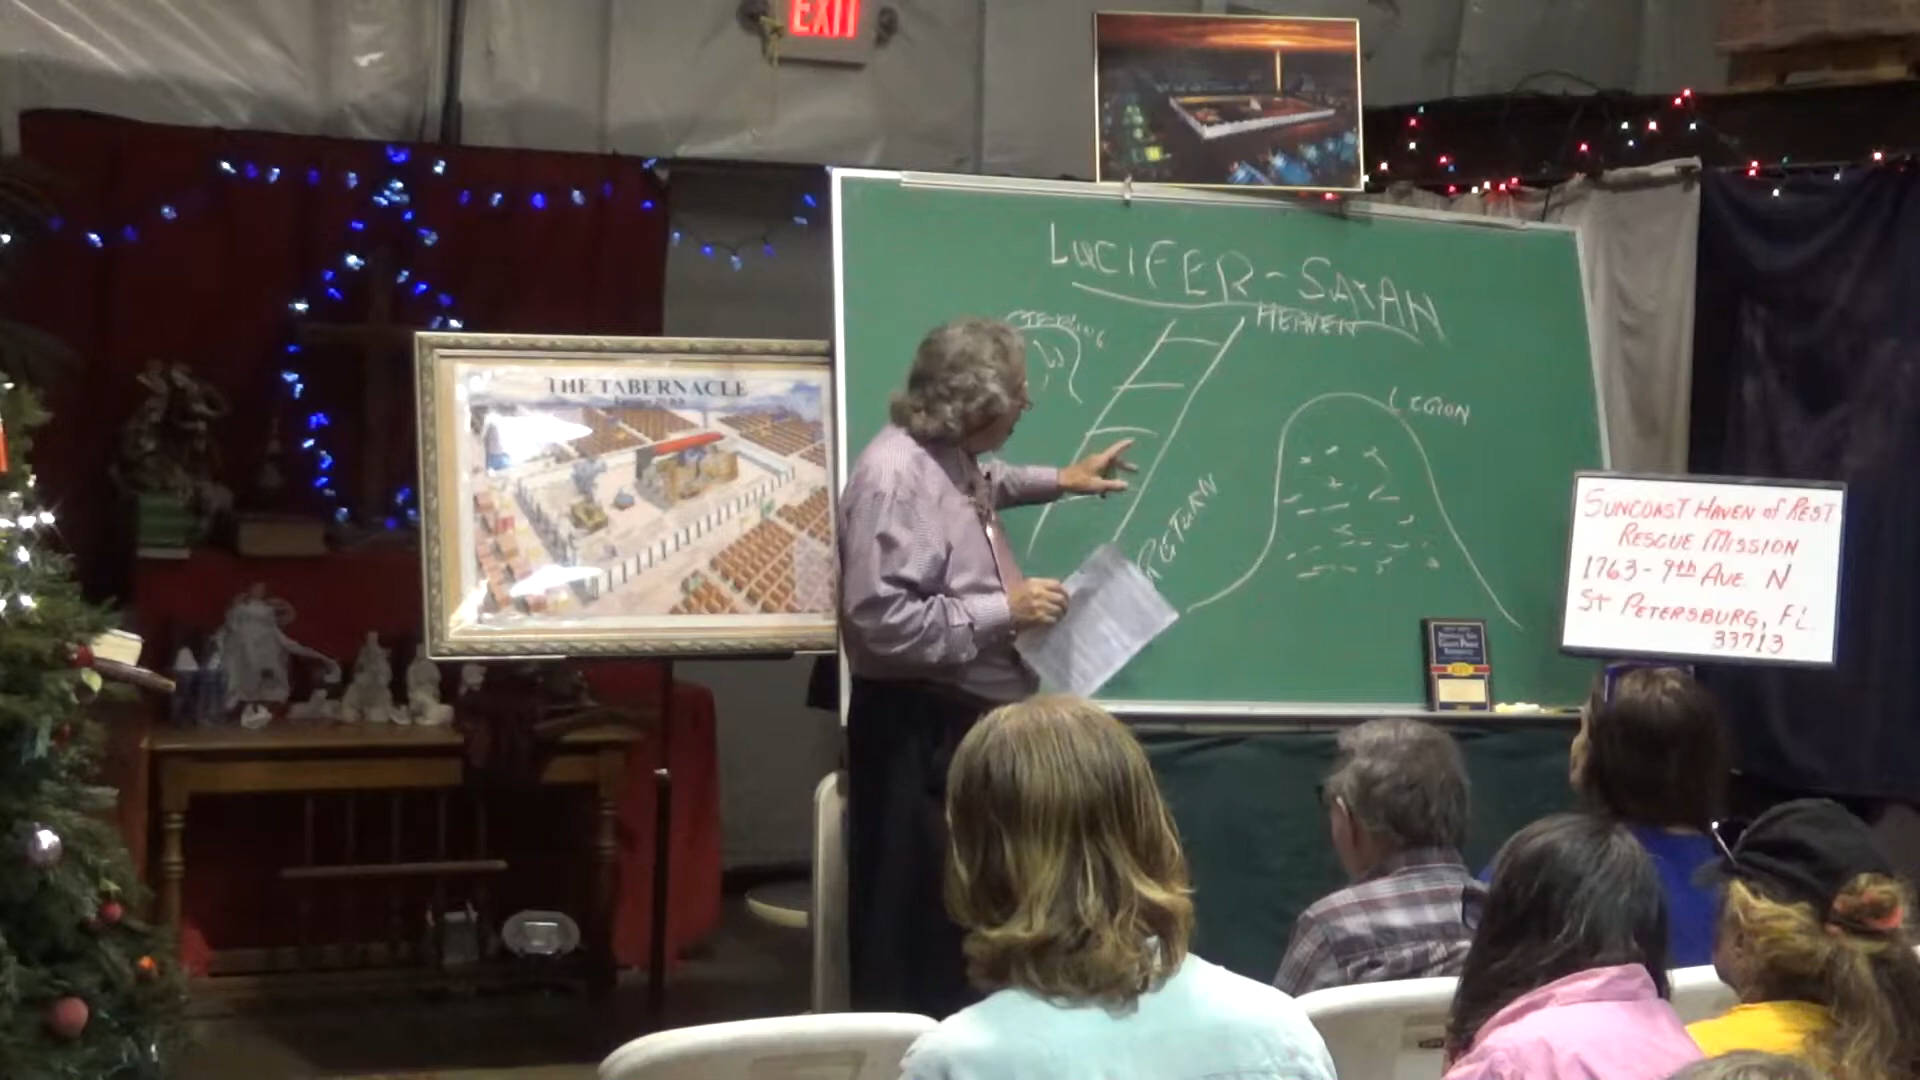 EXIT
LUCIFER - SATAN
HEAVEN
LEGION
RETURN
THE TABERNACLE
SUNCOAST HAVEN of REST
RESCUE MISSION
1763 - 9th AVE. N
ST PETERSBURG, FL.
33713